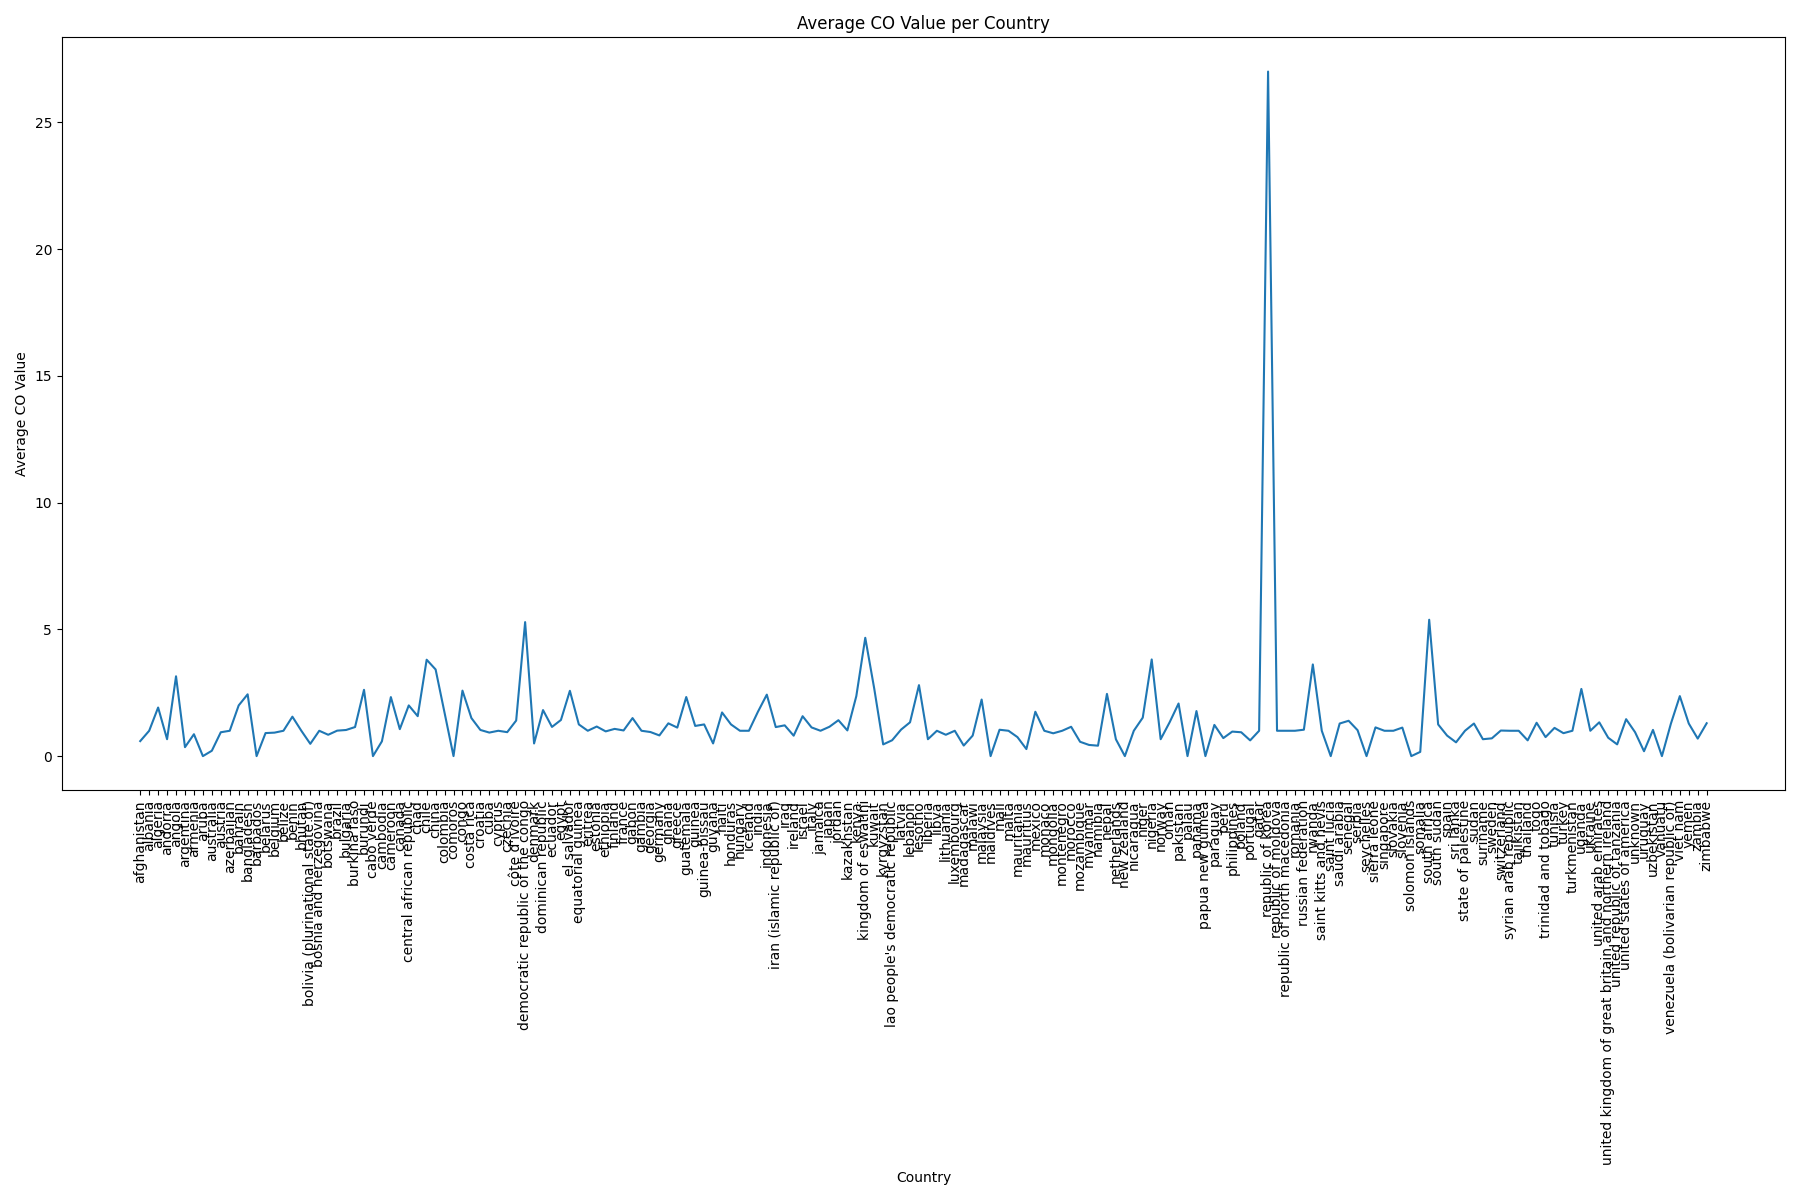 Average CO Value per Country
Average CO Value
25
20
15
10
5
0
afghanistan
albania
algeria
andorra
angola
argentina
armenia
aruba
australia
austria
azerbaijan
bahrain
bangladesh
barbados
belarus
belgium
belize
benin
bhutan
bolivia (plurinational state of)
bosnia and herzegovina
botswana
brazil
bulgaria
burkina faso
burundi
cabo verde
cambodia
cameroon
canada
central african republic
chad
chile
china
colombia
comoros
congo
costa rica
croatia
cuba
cyprus
czechia
côte d'ivoire
democratic republic of the congo
denmark
dominican republic
ecuador
egypt
el salvador
equatorial guinea
eritrea
estonia
ethiopia
finland
france
gabon
gambia
georgia
germany
ghana
greece
guatemala
guinea
guinea-bissau
guyana
haiti
honduras
hungary
iceland
india
indonesia
iran (islamic republic of)
iraq
ireland
israel
italy
jamaica
japan
jordan
kazakhstan
kenya
kingdom of eswatini
kuwait
kyrgyzstan
lao people's democratic republic
latvia
lebanon
lesotho
liberia
libya
lithuania
luxembourg
madagascar
malawi
malaysia
maldives
mali
malta
mauritania
mauritius
mexico
monaco
mongolia
montenegro
morocco
mozambique
myanmar
namibia
nepal
netherlands
new zealand
nicaragua
niger
nigeria
norway
oman
pakistan
palau
panama
papua new guinea
paraguay
peru
philippines
poland
portugal
qatar
republic of korea
republic of moldova
republic of north macedonia
romania
russian federation
rwanda
saint kitts and nevis
saint lucia
saudi arabia
senegal
serbia
seychelles
sierra leone
singapore
slovakia
slovenia
solomon islands
somalia
south africa
south sudan
spain
sri lanka
state of palestine
sudan
suriname
sweden
switzerland
syrian arab republic
tajikistan
thailand
togo
trinidad and tobago
turkey
turkmenistan
uganda
ukraine
united arab emirates
united kingdom of great britain and northern ireland
united republic of tanzania
united states of america
unknown
uruguay
uzbekistan
vanuatu
venezuela (bolivarian republic of)
viet nam
yemen
zambia
zimbabwe
Country